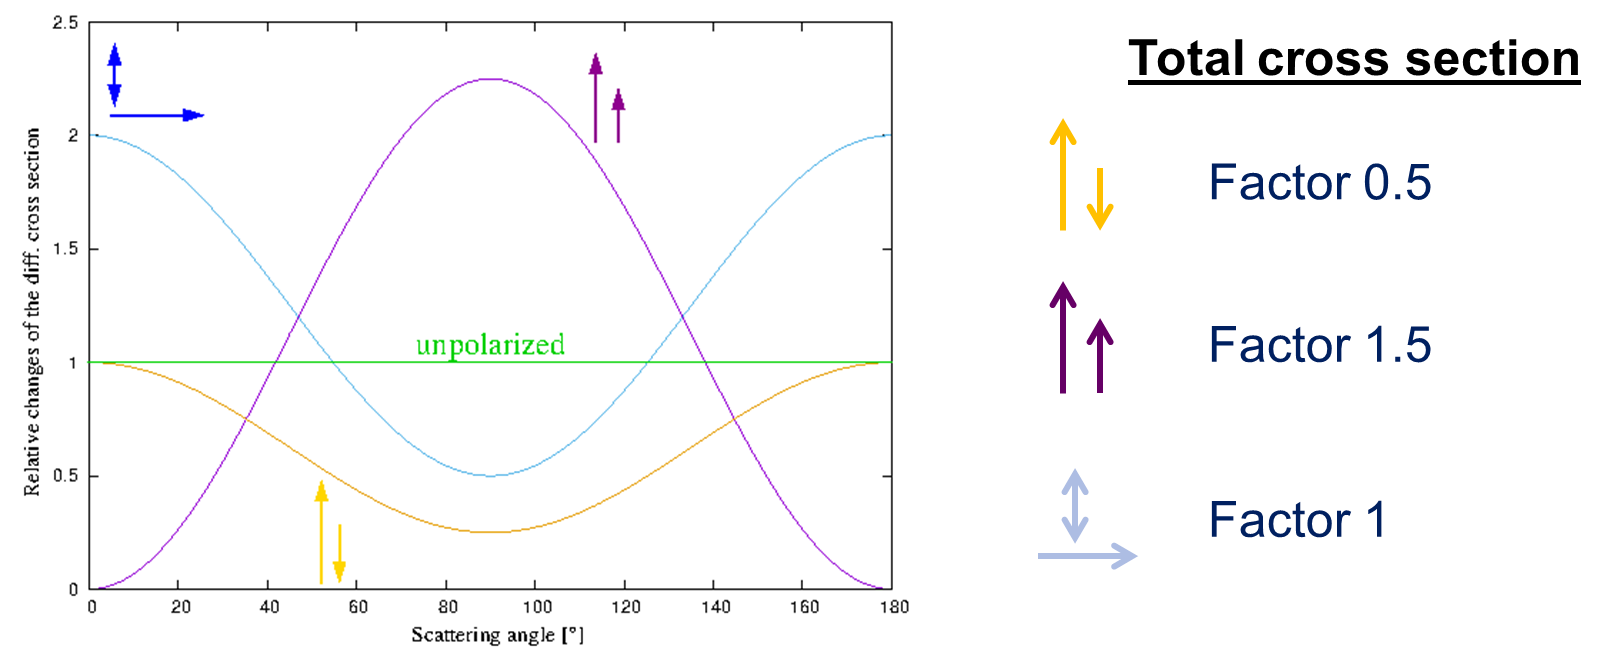 2.5
2
1.5
1
0.5
0
0 20 40 60 80 100 120 140 160 180
Relative changes of the diff. cross section
Scattering angle [°]
unpolarized
Total cross section
Factor 0.5
Factor 1.5
Factor 1